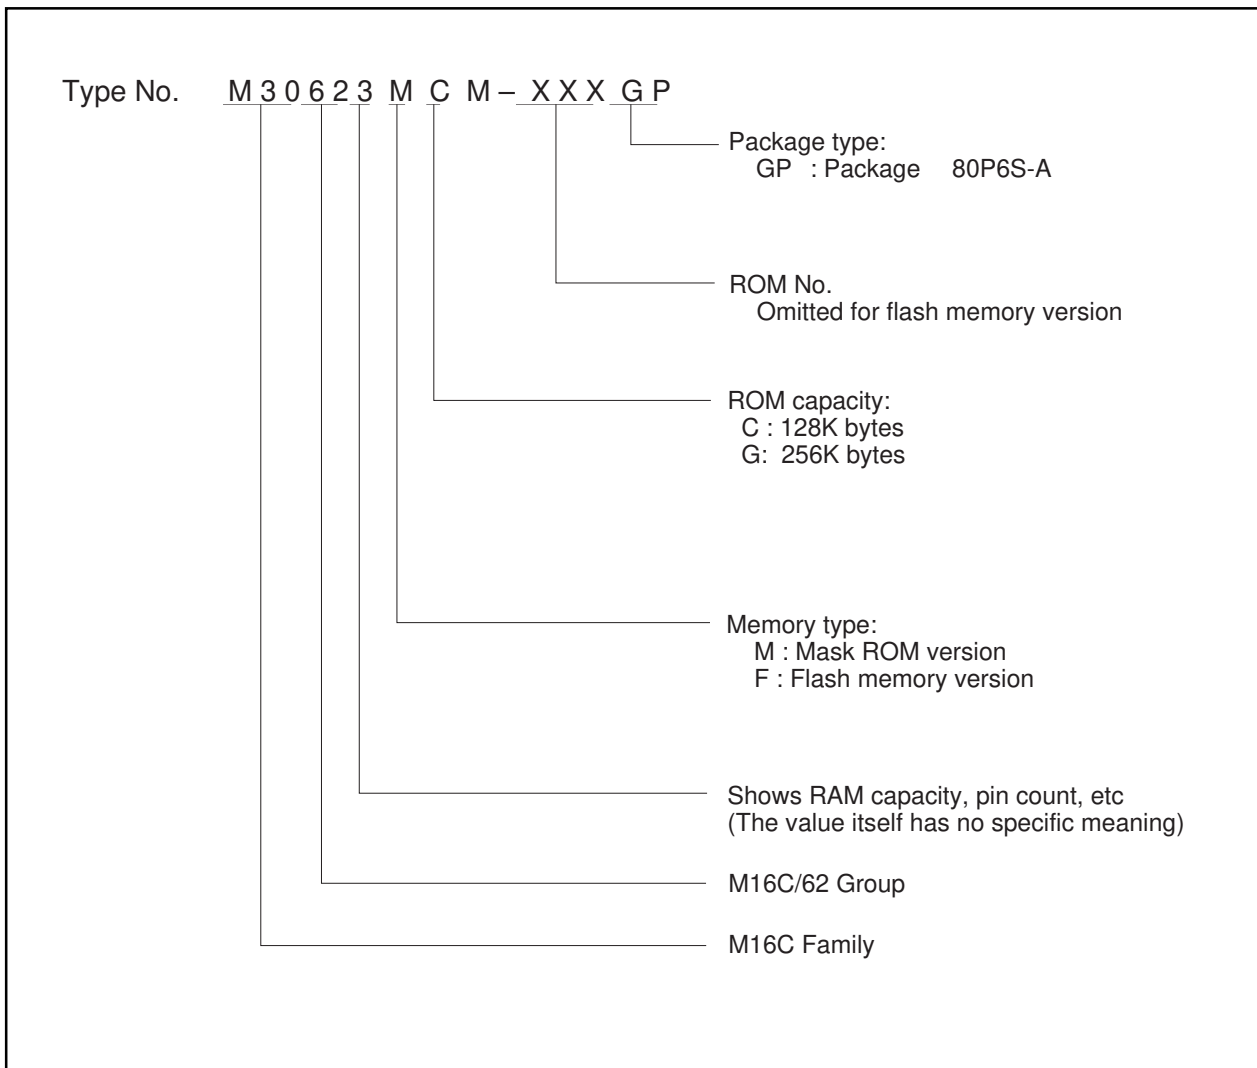 Type No. M 3 0 6 2 3 M C M – X X X G P
Package type:
GP : Package 80P6S-A
ROM No.
Omitted for flash memory version
ROM capacity:
C : 128K bytes
G: 256K bytes
Memory type:
M : Mask ROM version
F : Flash memory version
Shows RAM capacity, pin count, etc
(The value itself has no specific meaning)
M16C/62 Group
M16C Family